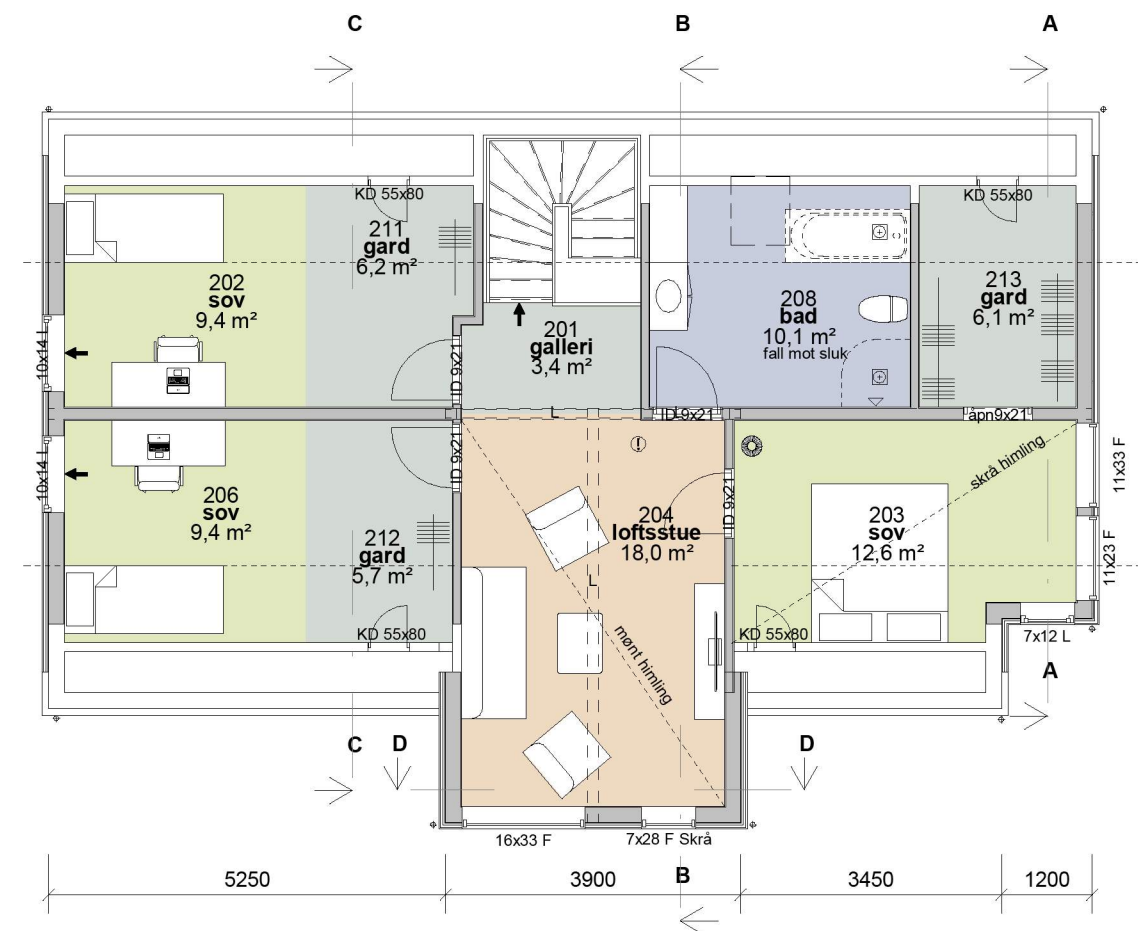 C
B
A
KD 55x80
KD 55x80
211
gard
6,2 m²
202
sov
9,4 m²
208
bad
10,1 m²
fall mot sluk
213
gard
6,1 m²
201
galleri
3,4 m²
10x14 L
ID 9x21
L
ID 9x21
åpn9x21
10x14 L
ID 9x21
skrå himling
11x33 F
206
sov
9,4 m²
204
loftsstue
18,0 m²
ID 9x21
203
sov
12,6 m²
212
gard
5,7 m²
L
11x23 F
KD 55x80
mønt himling
KD 55x80
7x12 L
A
C
D
D
16x33 F
7x28 F Skrå
5250
3900
B
3450
1200